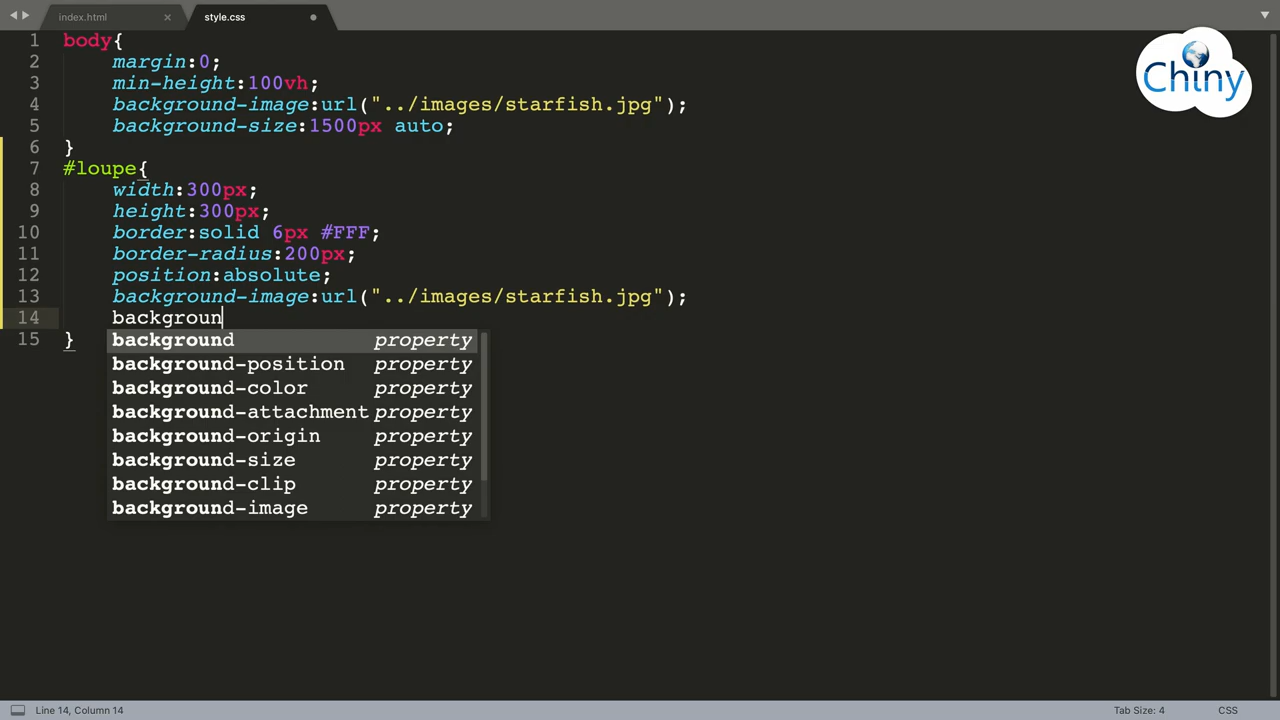 index.html ×
style.css
Chiny
1 body{
2 margin:0;
3 min-height:100vh;
4 background-image:url("../images/starfish.jpg");
5 background-size:1500px auto;
6 }
7 #loupe{
8 width:300px;
9 height:300px;
10 border:solid 6px #FFF;
11 border-radius:200px;
12 position:absolute;
13 background-image:url("../images/starfish.jpg");
14 backgroun
15 }
background property
background-position property
background-color property
background-attachment property
background-origin property
background-size property
background-clip property
background-image property
Line 14, Column 14
Tab Size: 4
CSS